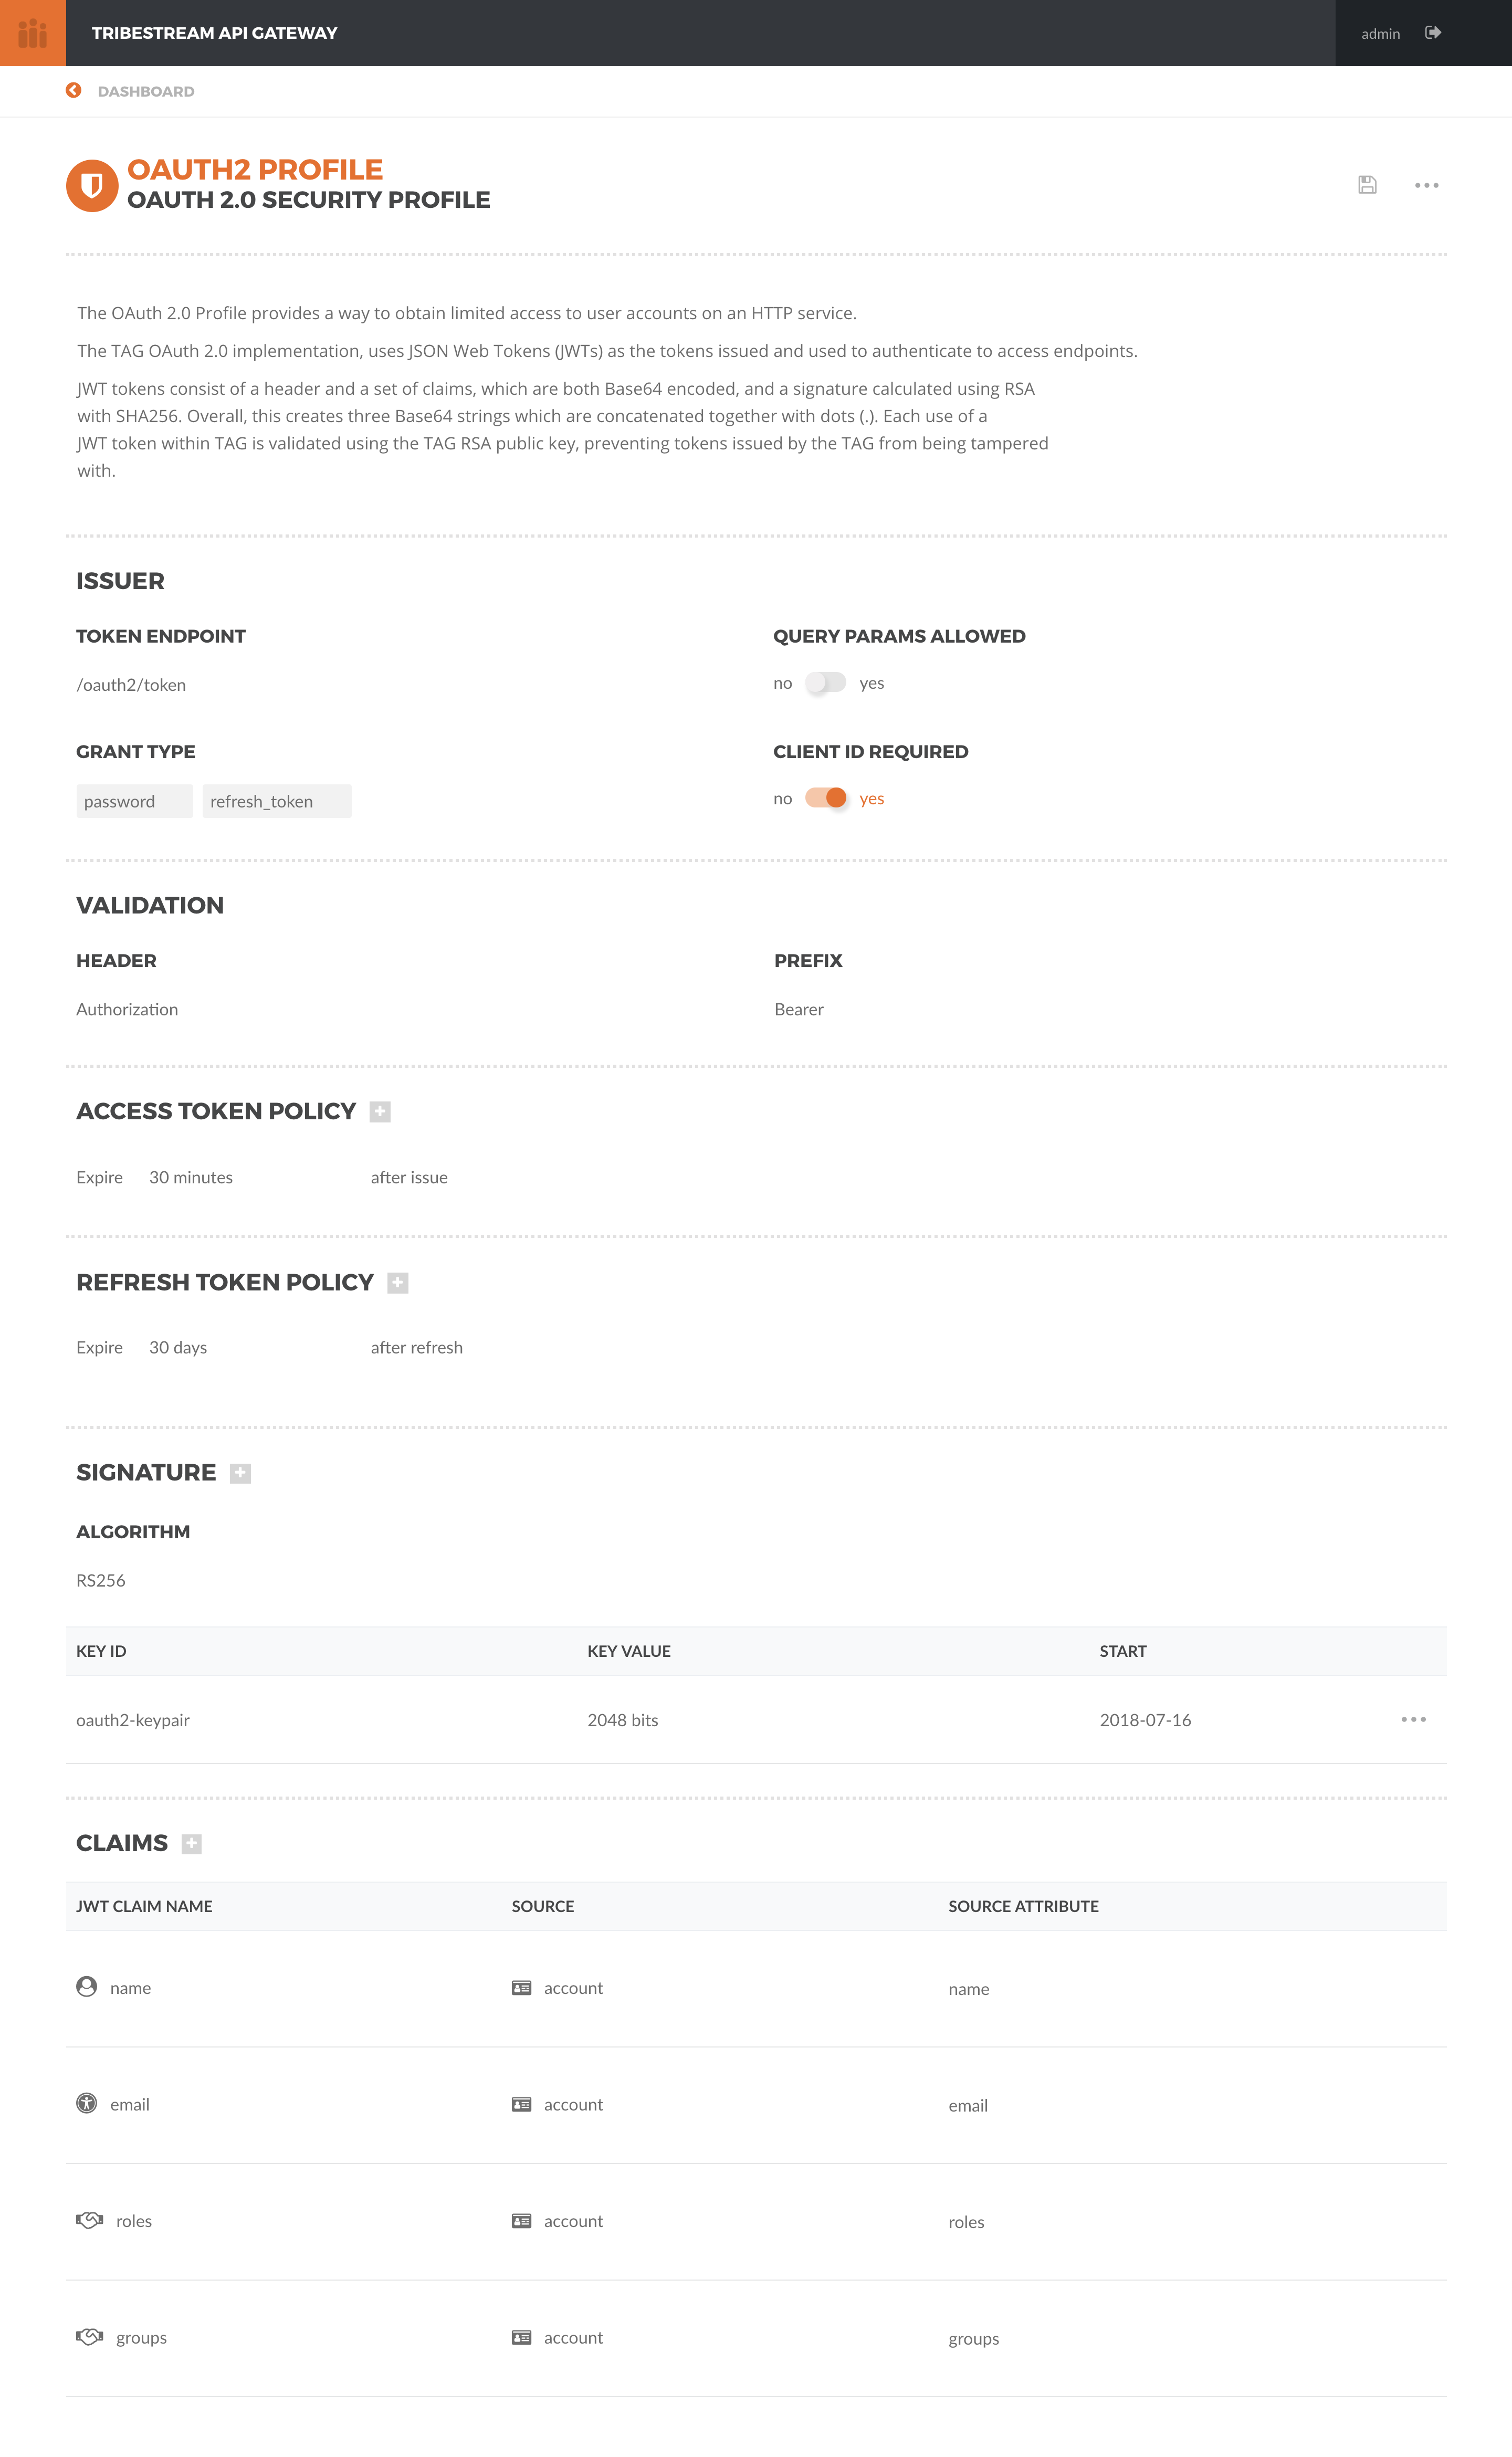 TRIBESTREAM API GATEWAY
admin
DASHBOARD
OAUTH2 PROFILE
OAUTH 2.0 SECURITY PROFILE
The OAuth 2.0 Profile provides a way to obtain limited access to user accounts on an HTTP service.
The TAG OAuth 2.0 implementation, uses JSON Web Tokens (JWTs) as the tokens issued and used to authenticate to access endpoints.
JWT tokens consist of a header and a set of claims, which are both Base64 encoded, and a signature calculated using RSA
with SHA256. Overall, this creates three Base64 strings which are concatenated together with dots (.). Each use of a
JWT token within TAG is validated using the TAG RSA public key, preventing tokens issued by the TAG from being tampered
with.
ISSUER
TOKEN ENDPOINT
/oauth2/token
QUERY PARAMS ALLOWED
no yes
GRANT TYPE
password refresh_token
CLIENT ID REQUIRED
no yes
VALIDATION
HEADER
Authorization
PREFIX
Bearer
ACCESS TOKEN POLICY
Expire 30 minutes after issue
REFRESH TOKEN POLICY
Expire 30 days after refresh
SIGNATURE
ALGORITHM
RS256
KEY ID KEY VALUE START
oauth2-keypair 2048 bits 2018-07-16
CLAIMS
JWT CLAIM NAME SOURCE SOURCE ATTRIBUTE
name account name
email account email
roles account roles
groups account groups